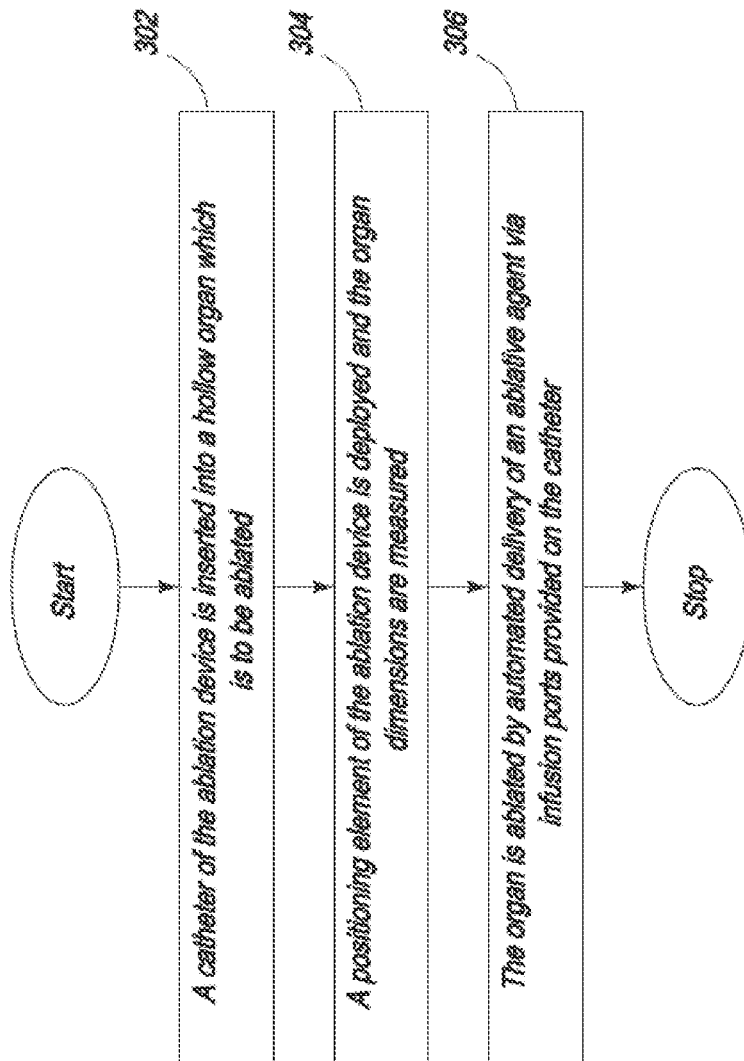 Start
A catheter of the ablation device is inserted into a hollow organ which
is to be ablated
302
A positioning element of the ablation device is deployed and the organ
dimensions are measured
304
The organ is ablated by automated delivery of an ablative agent via
infusion ports provided on the catheter
306
Stop